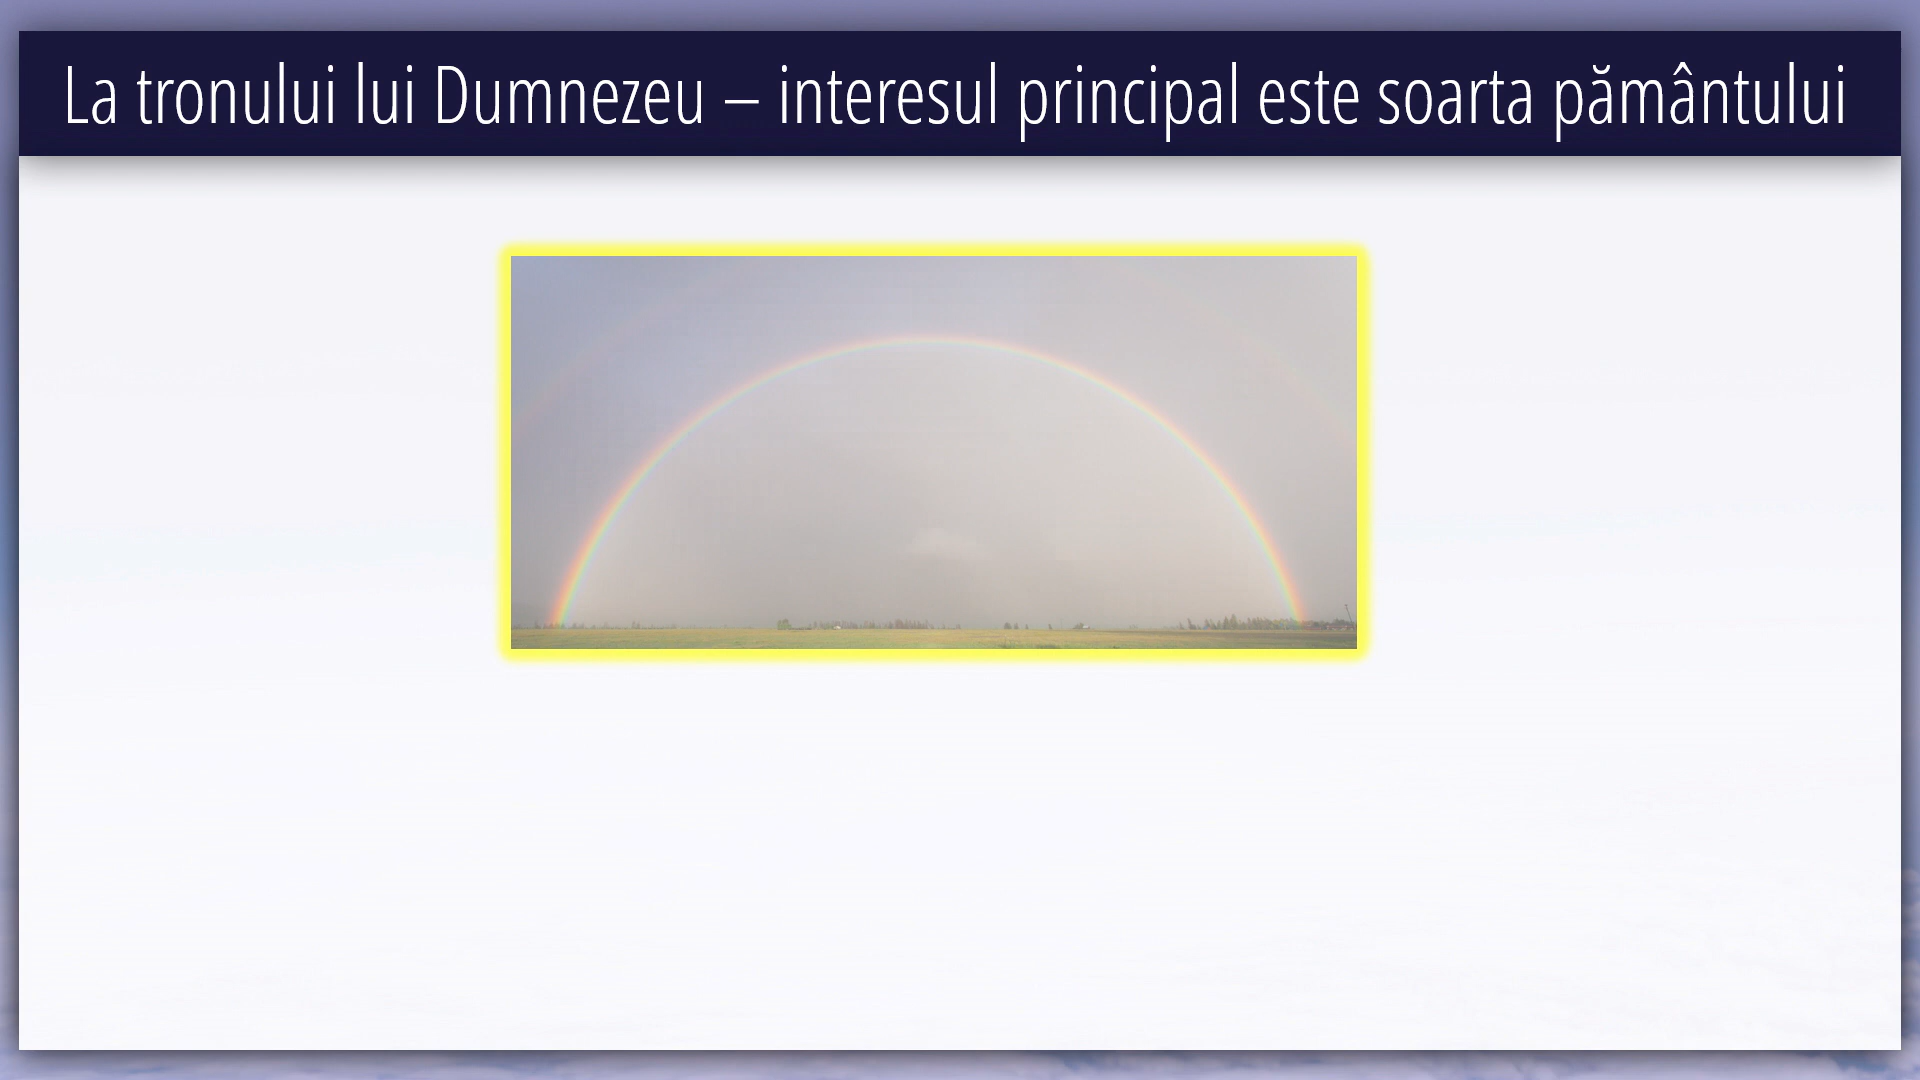 La tronului lui Dumnezeu – interesul principal este soarta pământului